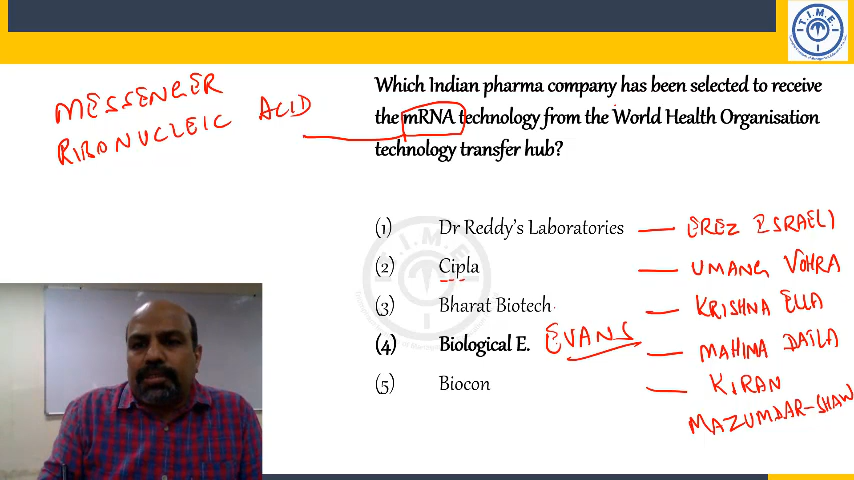 T.I.M.E.
MESSENGER
RIBONUCLEIC ACID
Which Indian pharma company has been selected to receive
the mRNA technology from the World Health Organisation
technology transfer hub?
(1) Dr Reddy's Laboratories EREZ ISRAELI
(2) Cipla UMANG VOHRA
(3) Bharat Biotech KRISHNA ELLA
(4) Biological E. EVANS MAHIMA DATLA
(5) Biocon KIRAN
MAZUMDAR-SHAW